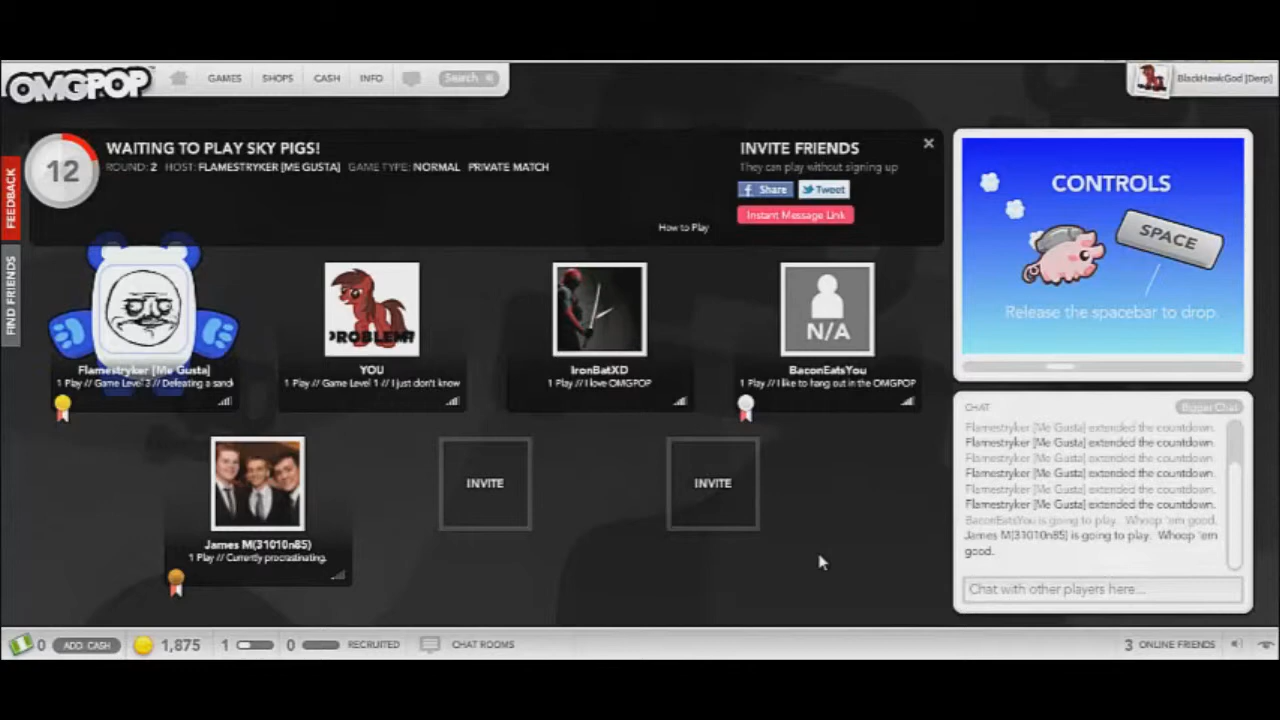 OMGPOP
GAMES
SHOPS
CASH
INFO
Search
BlackHawkGod [Derp]
FEEDBACK
FIND FRIENDS
12
WAITING TO PLAY SKY PIGS!
ROUND: 2 HOST: FLAMESTRYKER [ME GUSTA] GAME TYPE: NORMAL PRIVATE MATCH
INVITE FRIENDS
They can play without signing up
Share
Tweet
Instant Message Link
How to Play
CONTROLS
SPACE
Release the spacebar to drop.
Flamestryker [Me Gusta]
1 Play // Game Level 3 // Defeating a sand
PROBLEM?
YOU
1 Play // Game Level 1 // I just don't know
IronBatXD
1 Play // I love OMGPOP
N/A
BaconEatsYou
1 Play // I like to hang out in the OMGPOP
James M(31010n85)
1 Play // Currently procrastinating.
INVITE
INVITE
CHAT
Bigger Chat
Flamestryker [Me Gusta] extended the countdown.
Flamestryker [Me Gusta] extended the countdown.
Flamestryker [Me Gusta] extended the countdown.
Flamestryker [Me Gusta] extended the countdown.
Flamestryker [Me Gusta] extended the countdown.
Flamestryker [Me Gusta] extended the countdown.
BaconEatsYou is going to play. Whoop 'em good.
James M(31010n85) is going to play. Whoop 'em
good.
Chat with other players here...
0
ADD CASH
1,875
1
0
RECRUITED
CHAT ROOMS
3 ONLINE FRIENDS